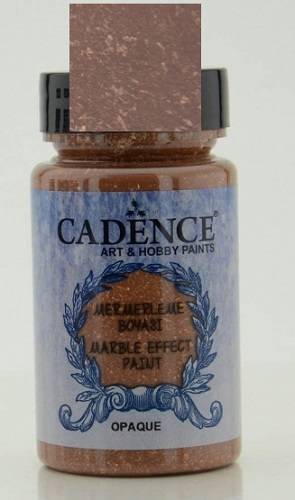 CADENCE
ART & HOBBY PAINTS
MERMERLEME
BOYASI
MARBLE EFFECT
PAINT
OPAQUE